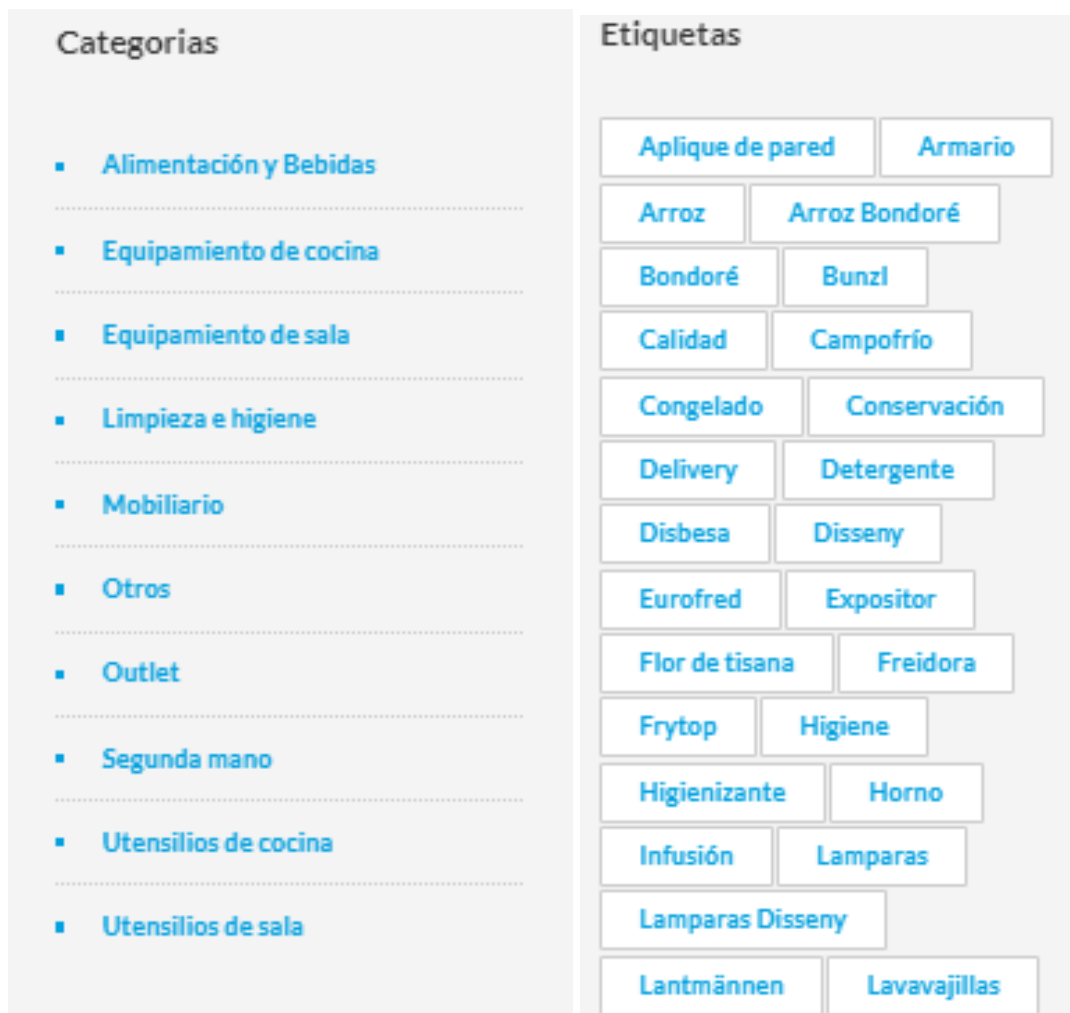 Categorias
Alimentación y Bebidas
Equipamiento de cocina
Equipamiento de sala
Limpieza e higiene
Mobiliario
Otros
Outlet
Segunda mano
Utensilios de cocina
Utensilios de sala
Etiquetas
Aplique de pared Armario
Arroz Arroz Bondoré
Bondoré Bunzl
Calidad Campofrío
Congelado Conservación
Delivery Detergente
Disbesa Disseny
Eurofred Expositor
Flor de tisana Freidora
Frytop Higiene
Higienizante Horno
Infusión Lamparas
Lamparas Disseny
Lantmännen Lavavajillas